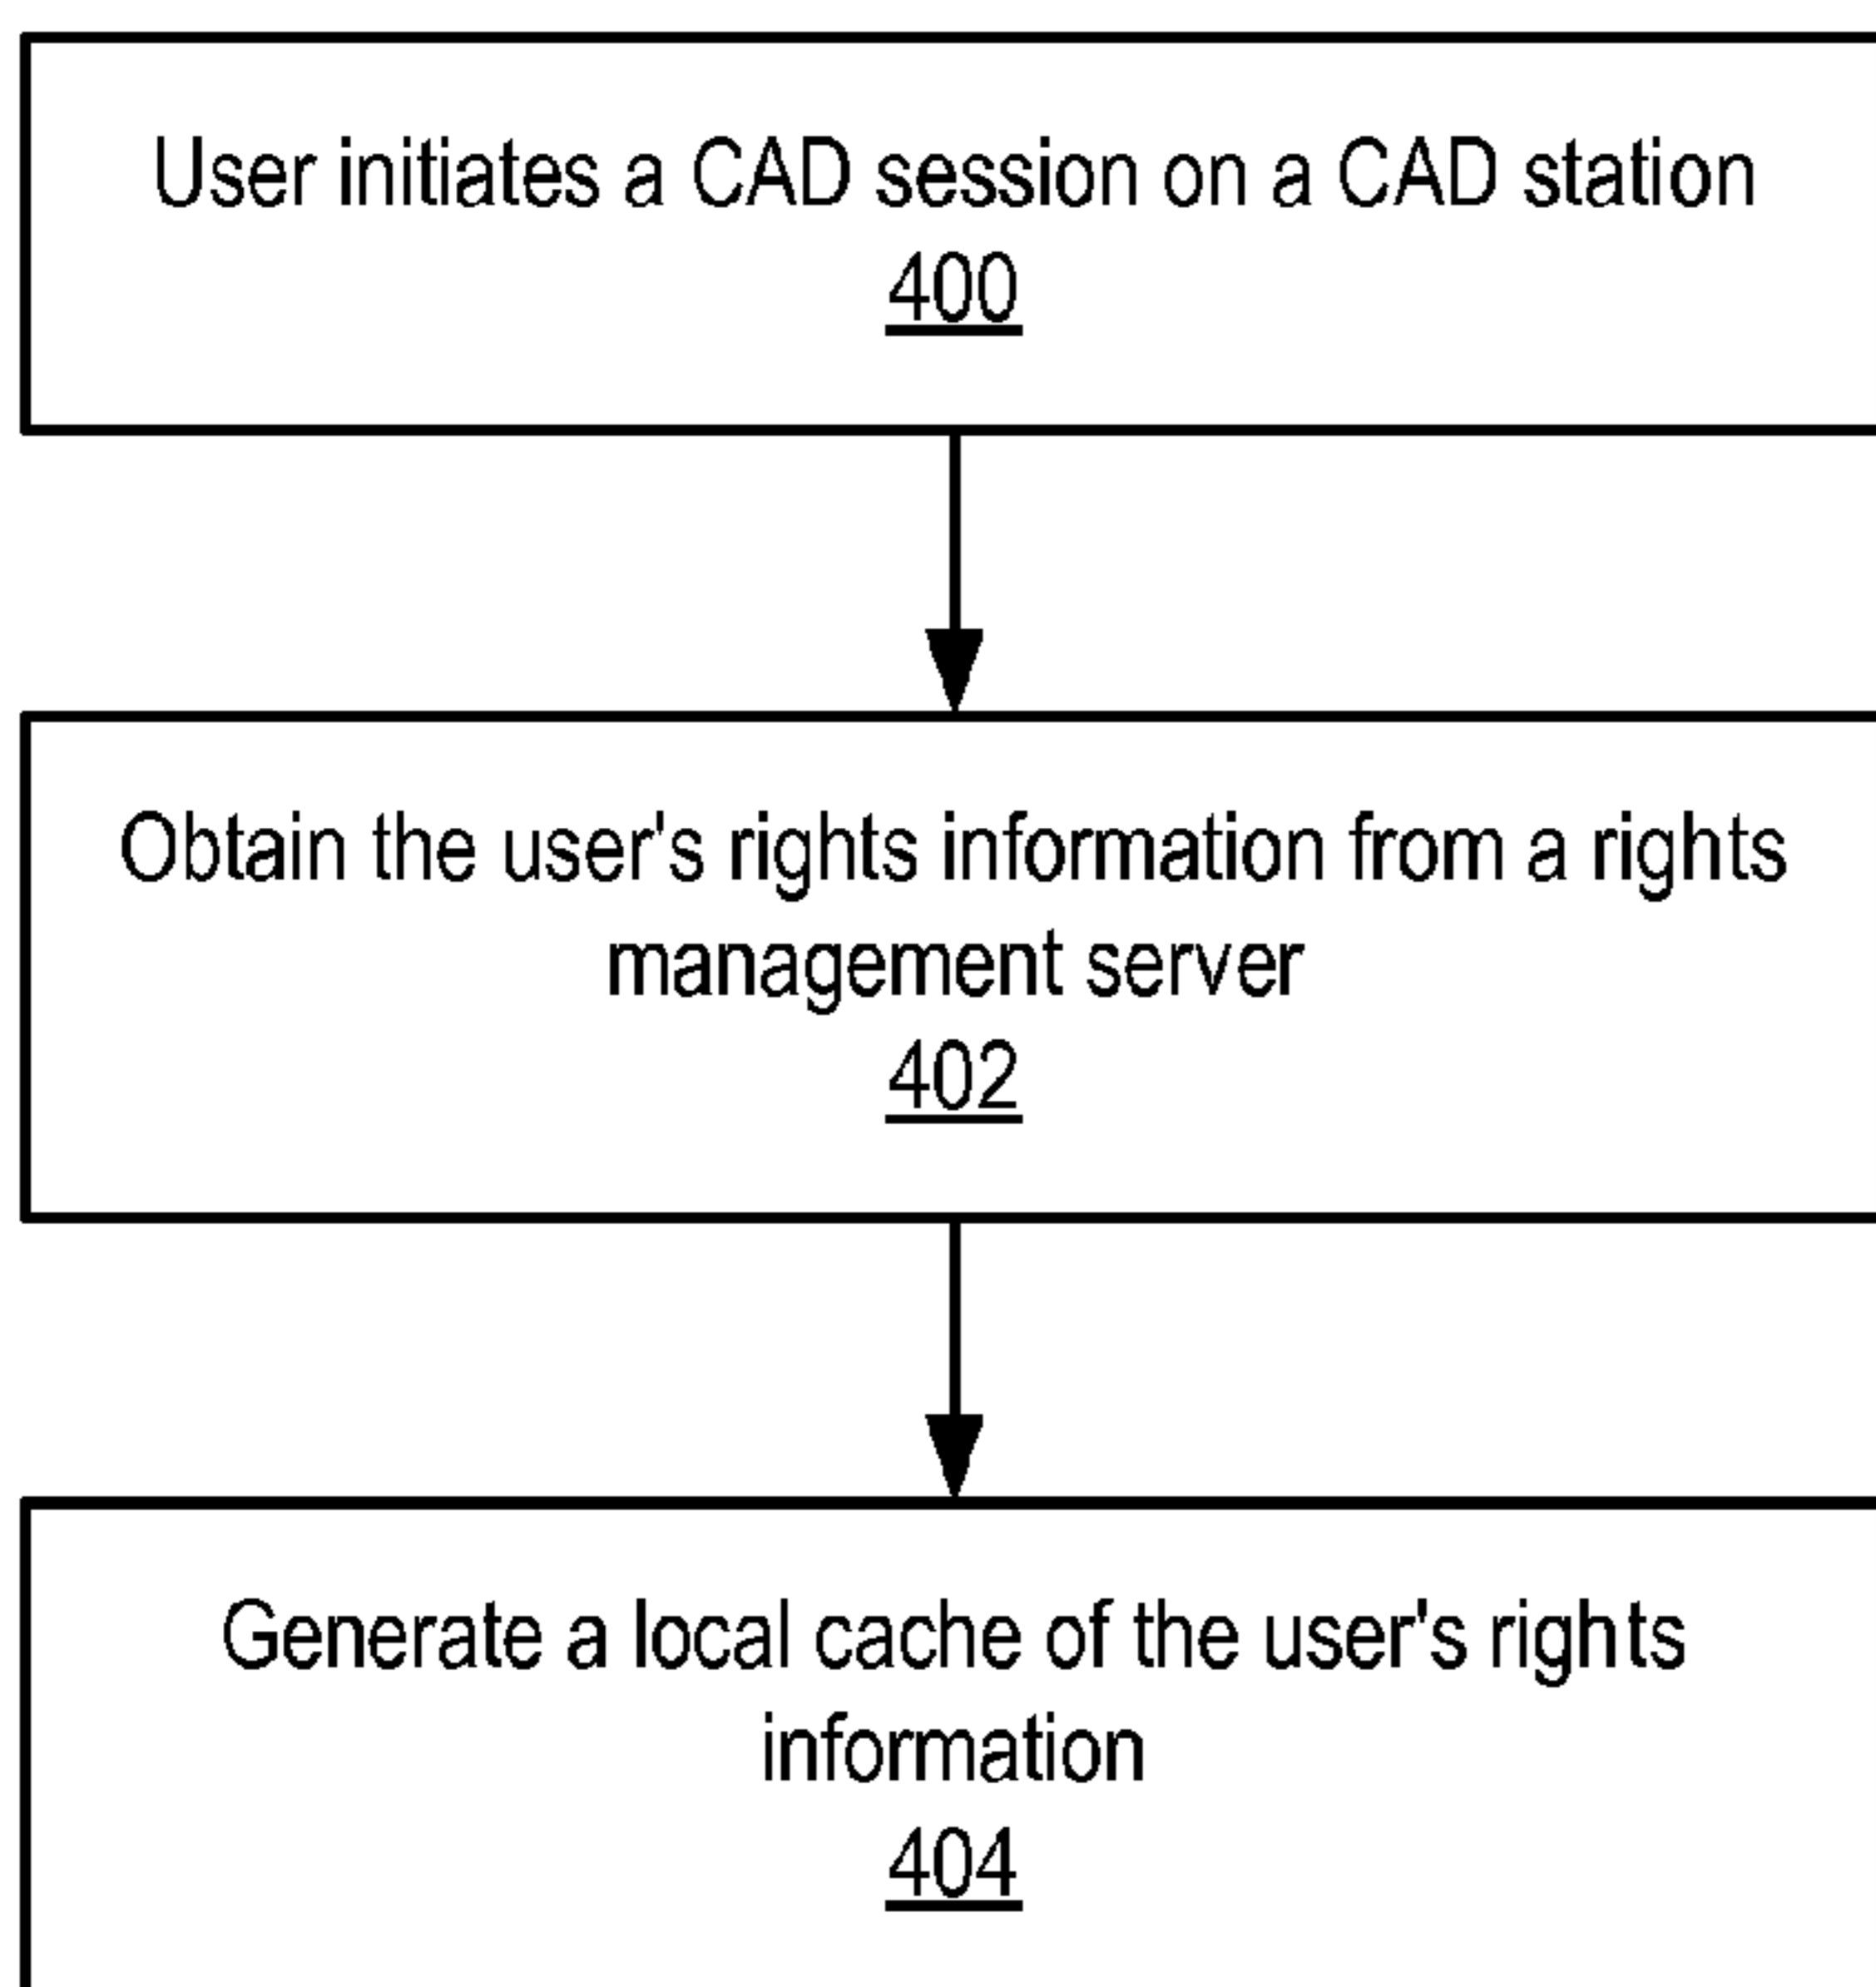 User initiates a CAD session on a CAD station
400
Obtain the user's rights information from a rights
management server
402
Generate a local cache of the user's rights
information
404